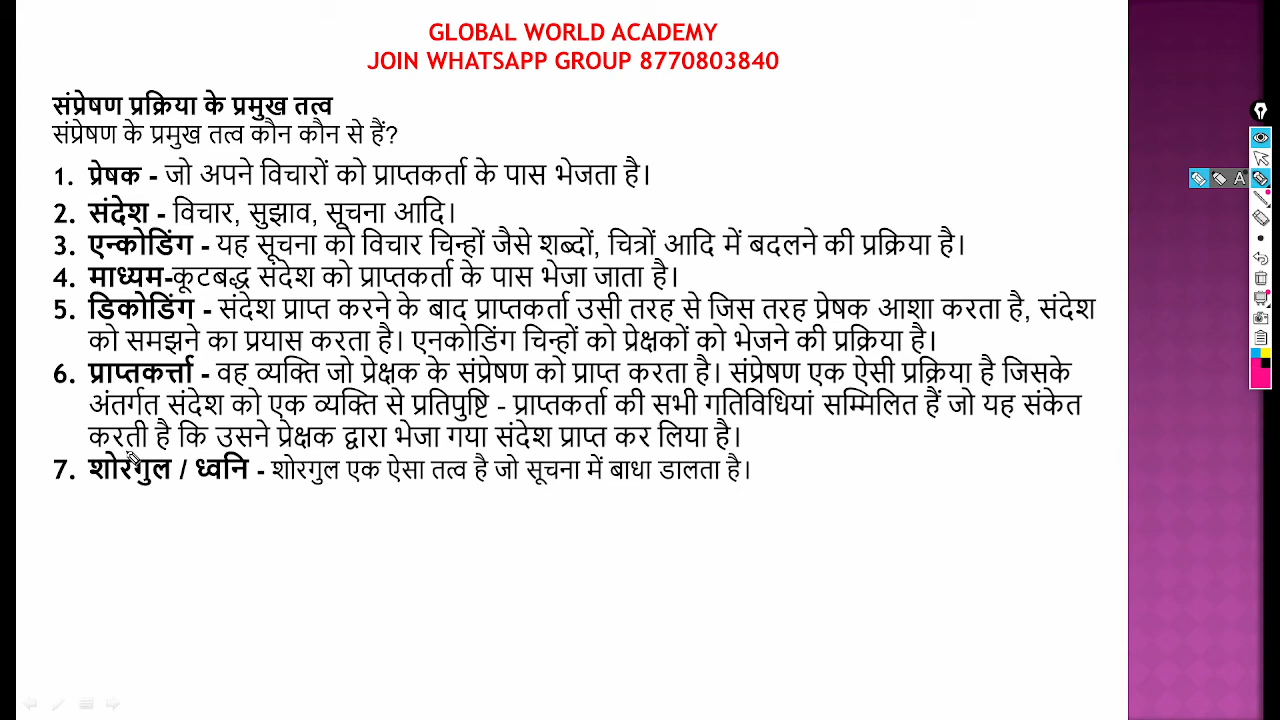 GLOBAL WORLD ACADEMY
JOIN WHATSAPP GROUP 8770803840
संप्रेषण प्रक्रिया के प्रमुख तत्व
संप्रेषण के प्रमुख तत्व कौन कौन से हैं?
1. प्रेषक - जो अपने विचारों को प्राप्तकर्ता के पास भेजता है।
2. संदेश - विचार, सुझाव, सूचना आदि।
3. एन्कोडिंग - यह सूचना को विचार चिन्हों जैसे शब्दों, चित्रों आदि में बदलने की प्रक्रिया है।
4. माध्यम-कूटबद्ध संदेश को प्राप्तकर्ता के पास भेजा जाता है।
5. डिकोडिंग - संदेश प्राप्त करने के बाद प्राप्तकर्ता उसी तरह से जिस तरह प्रेषक आशा करता है, संदेश
को समझने का प्रयास करता है। एनकोडिंग चिन्हों को प्रेक्षकों को भेजने की प्रक्रिया है।
6. प्राप्तकर्त्ता - वह व्यक्ति जो प्रेक्षक के संप्रेषण को प्राप्त करता है। संप्रेषण एक ऐसी प्रक्रिया है जिसके
अंतर्गत संदेश को एक व्यक्ति से प्रतिपुष्टि - प्राप्तकर्ता की सभी गतिविधियां सम्मिलित हैं जो यह संकेत
करती है कि उसने प्रेक्षक द्वारा भेजा गया संदेश प्राप्त कर लिया है।
7. शोरगुल / ध्वनि - शोरगुल एक ऐसा तत्व है जो सूचना में बाधा डालता है।
A